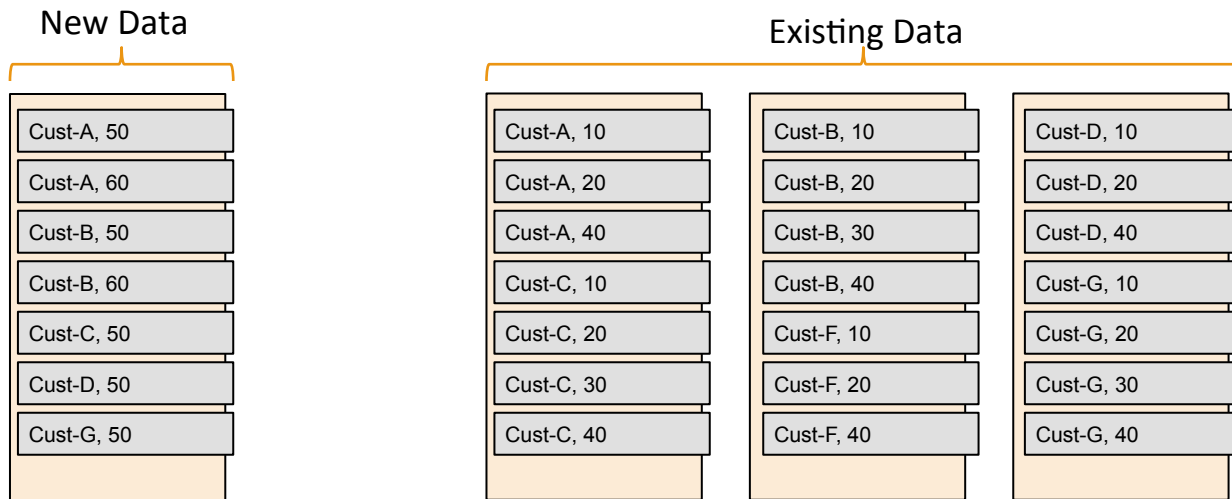 New Data
Existing Data
Cust-A, 50
Cust-A, 60
Cust-B, 50
Cust-B, 60
Cust-C, 50
Cust-D, 50
Cust-G, 50
Cust-A, 10
Cust-A, 20
Cust-A, 40
Cust-C, 10
Cust-C, 20
Cust-C, 30
Cust-C, 40
Cust-B, 10
Cust-B, 20
Cust-B, 30
Cust-B, 40
Cust-F, 10
Cust-F, 20
Cust-F, 40
Cust-D, 10
Cust-D, 20
Cust-D, 40
Cust-G, 10
Cust-G, 20
Cust-G, 30
Cust-G, 40